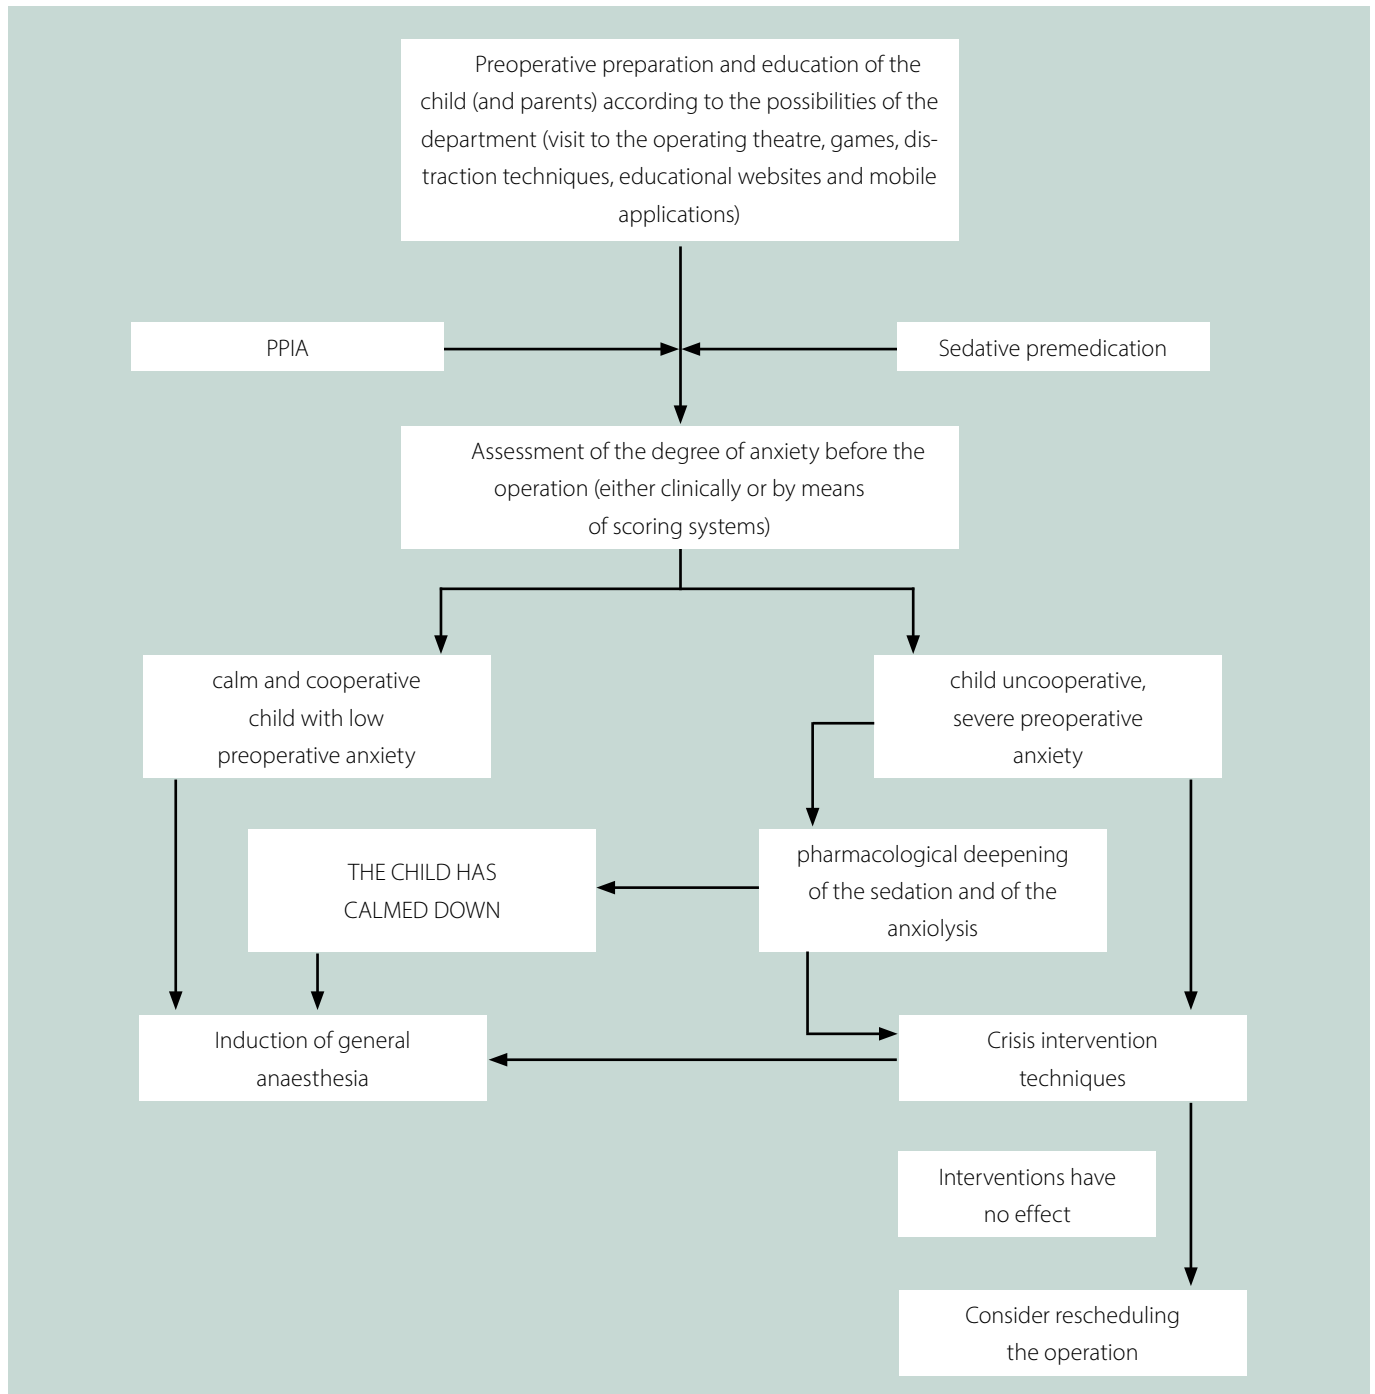 Preoperative preparation and education of the
child (and parents) according to the possibilities of the
department (visit to the operating theatre, games, dis-
traction techniques, educational websites and mobile
applications)
PPIA
Sedative premedication
Assessment of the degree of anxiety before the
operation (either clinically or by means
of scoring systems)
calm and cooperative
child with low
preoperative anxiety
child uncooperative,
severe preoperative
anxiety
THE CHILD HAS
CALMED DOWN
pharmacological deepening
of the sedation and of the
anxiolysis
Induction of general
anaesthesia
Crisis intervention
techniques
Interventions have
no effect
Consider rescheduling
the operation